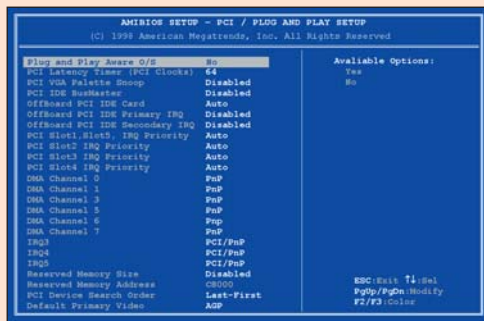 AMIBIOS SETUP - PCI / PLUG AND PLAY SETUP
(C) 1998 American Megatrends, Inc. All Rights Reserved
Plug and Play Aware O/S No
PCI Latency Timer (PCI Clocks) 64
PCI VGA Palette Snoop Disabled
PCI IDE BusMaster Disabled
OffBoard PCI IDE Card Auto
OffBoard PCI IDE Primary IRQ Disabled
OffBoard PCI IDE Secondary IRQ Disabled
PCI Slot1,Slot5, IRQ Priority Auto
PCI Slot2 IRQ Priority Auto
PCI Slot3 IRQ Priority Auto
PCI Slot4 IRQ Priority Auto
DMA Channel 0 PnP
DMA Channel 1 PnP
DMA Channel 3 PnP
DMA Channel 5 PnP
DMA Channel 6 Pnp
DMA Channel 7 PnP
IRQ3 PCI/PnP
IRQ4 PCI/PnP
IRQ5 PCI/PnP
Reserved Memory Size Disabled
Reserved Memory Address C8000
PCI Device Search Order Last-First
Default Primary Video AGP
Avaliable Options:
Yes
No
ESC:Exit ↑↓:Sel
PgUp/PgDn:Modify
F2/F3:Color